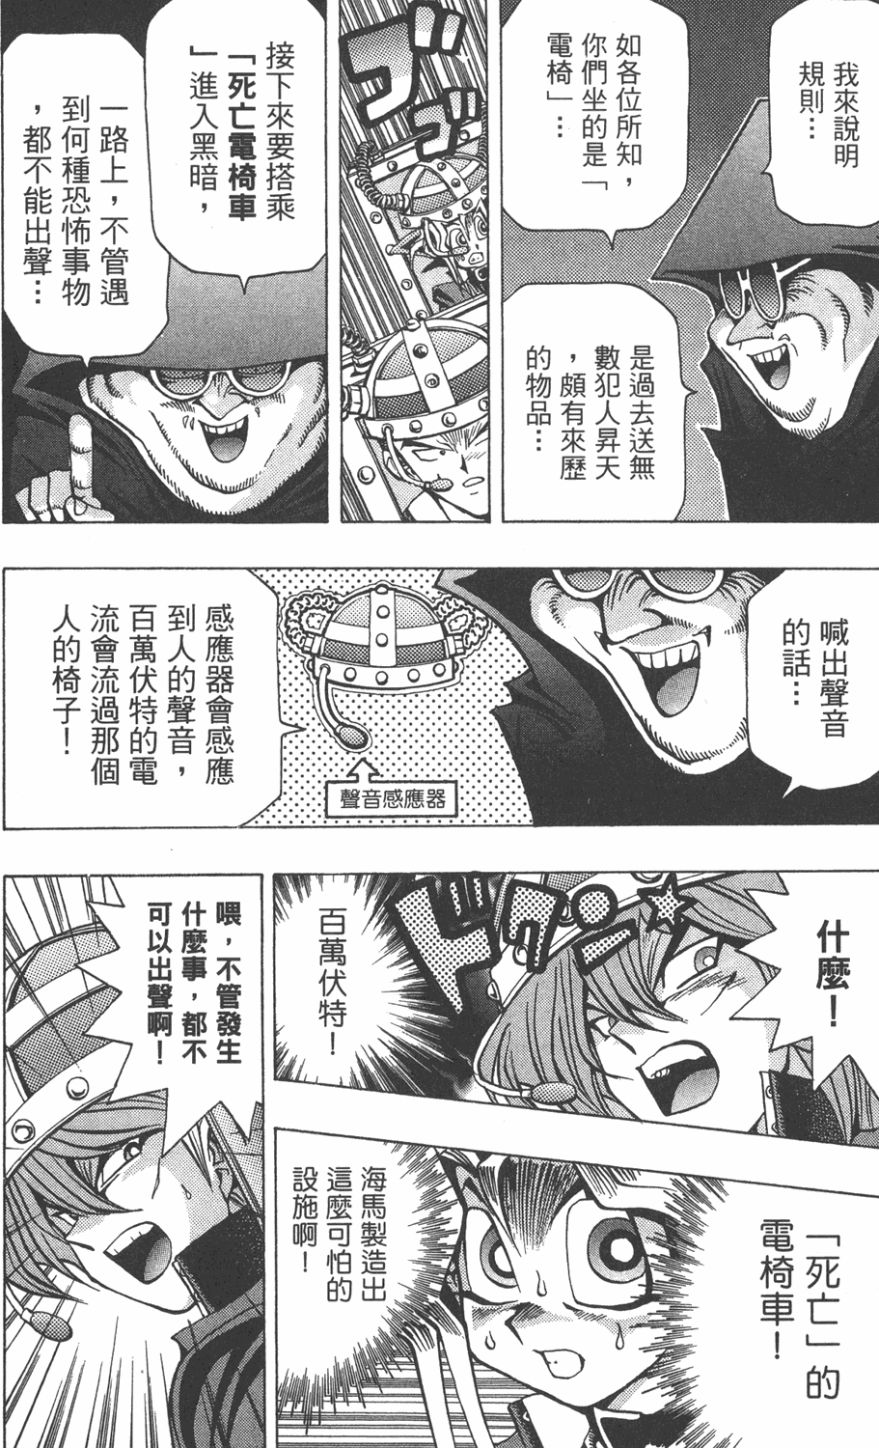 我來說明
規則…
如各位所知，
你們坐的是「
電椅」…
是過去送無
數犯人昇天
，頗有來歷
的物品…
ゴゴ
接下來要搭乘
「死亡電椅車
」進入黑暗，
一路上，不管遇
到何種恐怖事物
，都不能出聲…
喊出聲音
的話…
聲音感應器
感應器會感應
到人的聲音，
百萬伏特的電
流會流過那個
人的椅子！
什麼！
百萬伏特！
喂，不管發生
什麼事，都不
可以出聲啊！
「死亡」的
電椅車！
海馬製造出
這麼可怕的
設施啊！